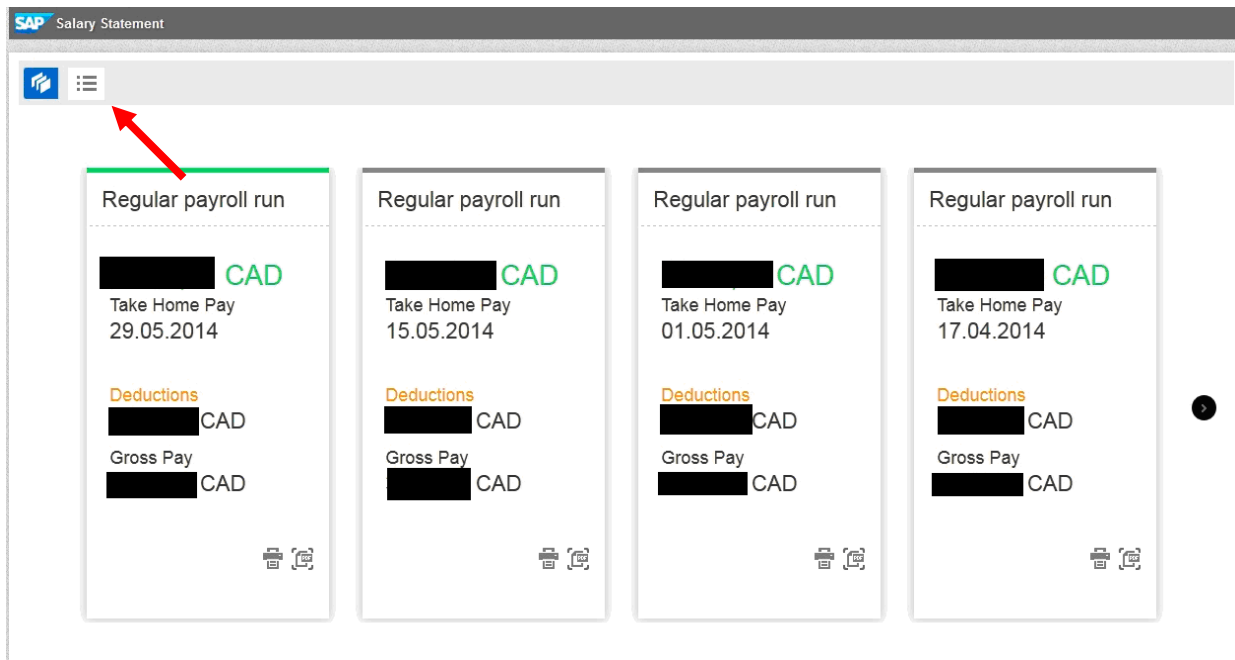 SAP Salary Statement
Regular payroll run
CAD
Take Home Pay
29.05.2014
Deductions
CAD
Gross Pay
CAD
Regular payroll run
CAD
Take Home Pay
15.05.2014
Deductions
CAD
Gross Pay
CAD
Regular payroll run
CAD
Take Home Pay
01.05.2014
Deductions
CAD
Gross Pay
CAD
Regular payroll run
CAD
Take Home Pay
17.04.2014
Deductions
CAD
Gross Pay
CAD